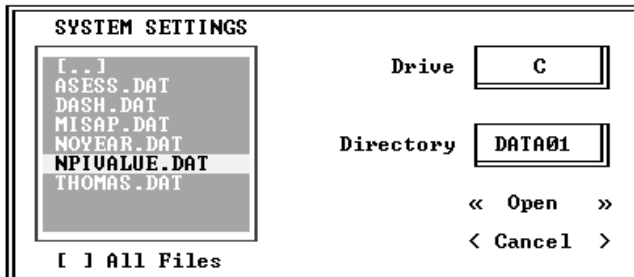 SYSTEM SETTINGS
[..]
ASESS.DAT
DASH.DAT
MISAP.DAT
NOYEAR.DAT
NPIVALUE.DAT
THOMAS.DAT
[ ] All Files
Drive C
Directory DATA01
« Open »
< Cancel >